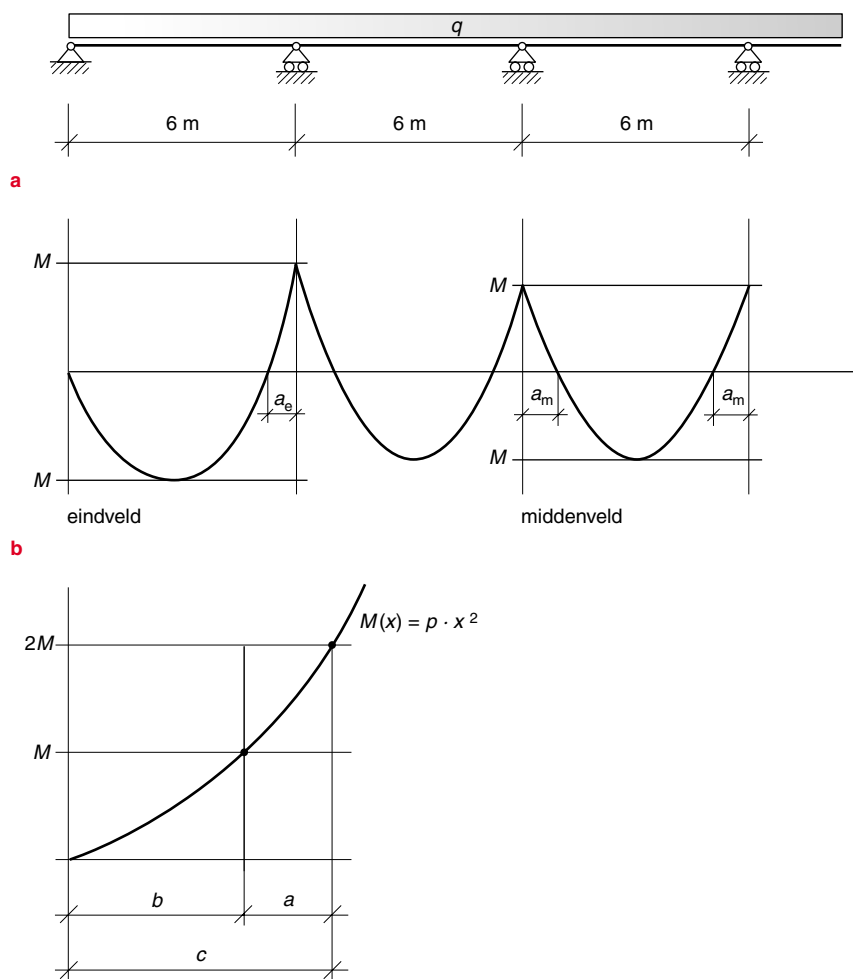 q
6 m 6 m 6 m
a
M
M
a_e a_m a_m
M
M
eindveld middenveld
b
M(x) = p · x²
2M
M
b a
c